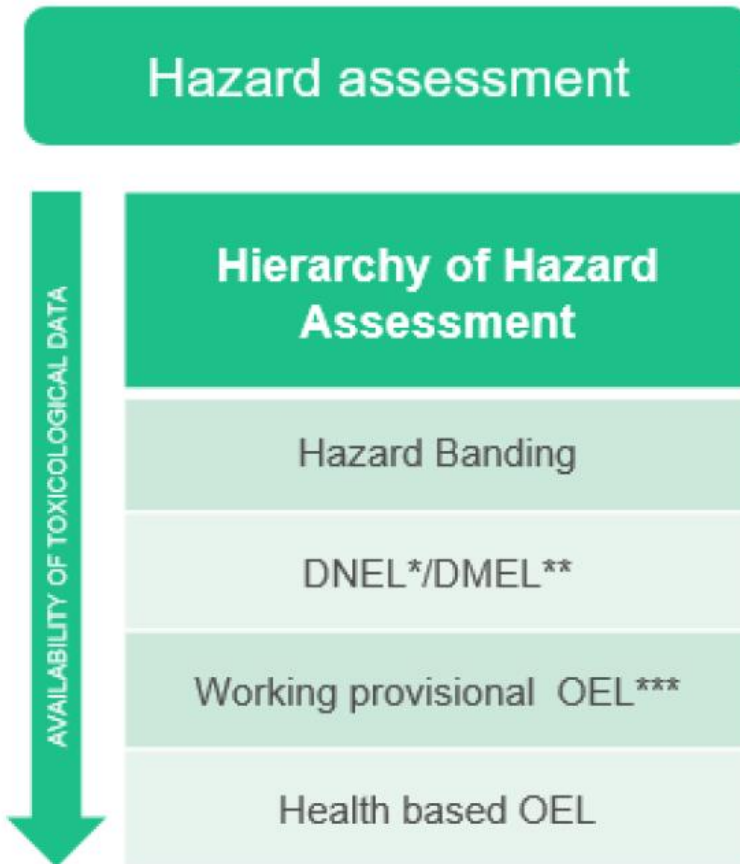 Hazard assessment
AVAILABILITY OF TOXICOLOGICAL DATA
Hierarchy of Hazard
Assessment
Hazard Banding
DNEL*/DMEL**
Working provisional OEL***
Health based OEL